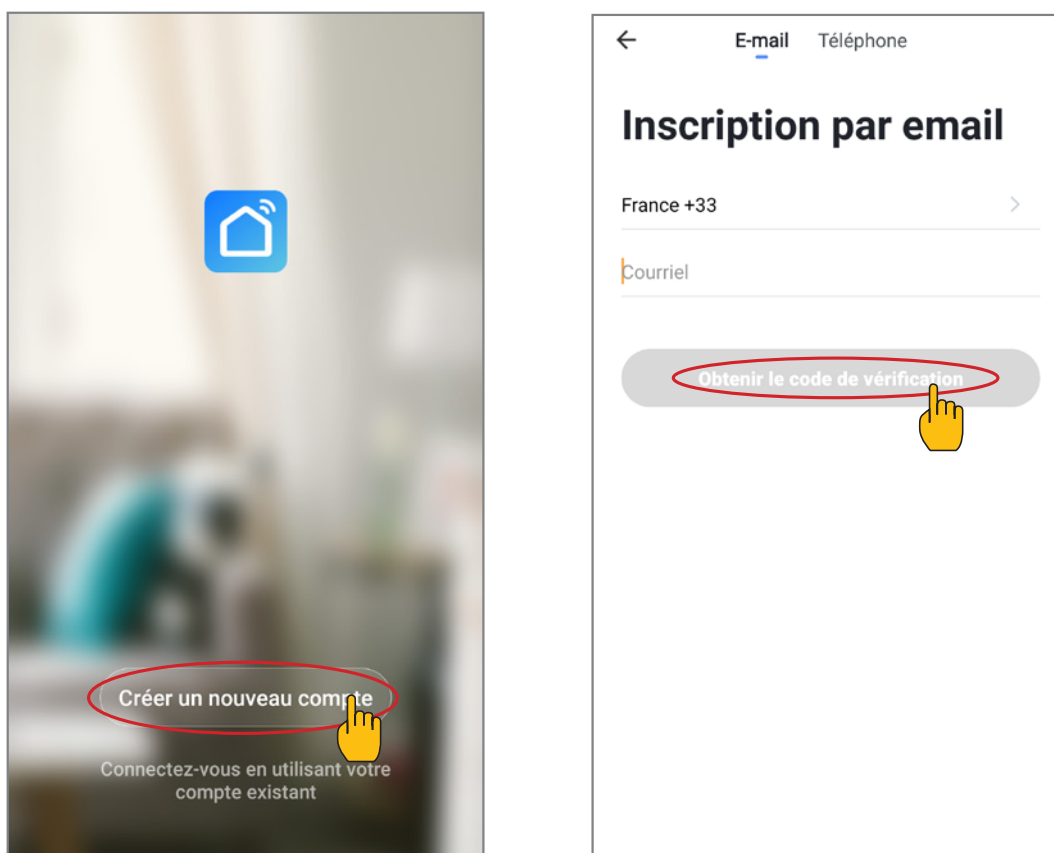 Créer un nouveau compte
Connectez-vous en utilisant votre
compte existant
E-mail Téléphone
Inscription par email
France +33
Courriel
Obtenir le code de vérification